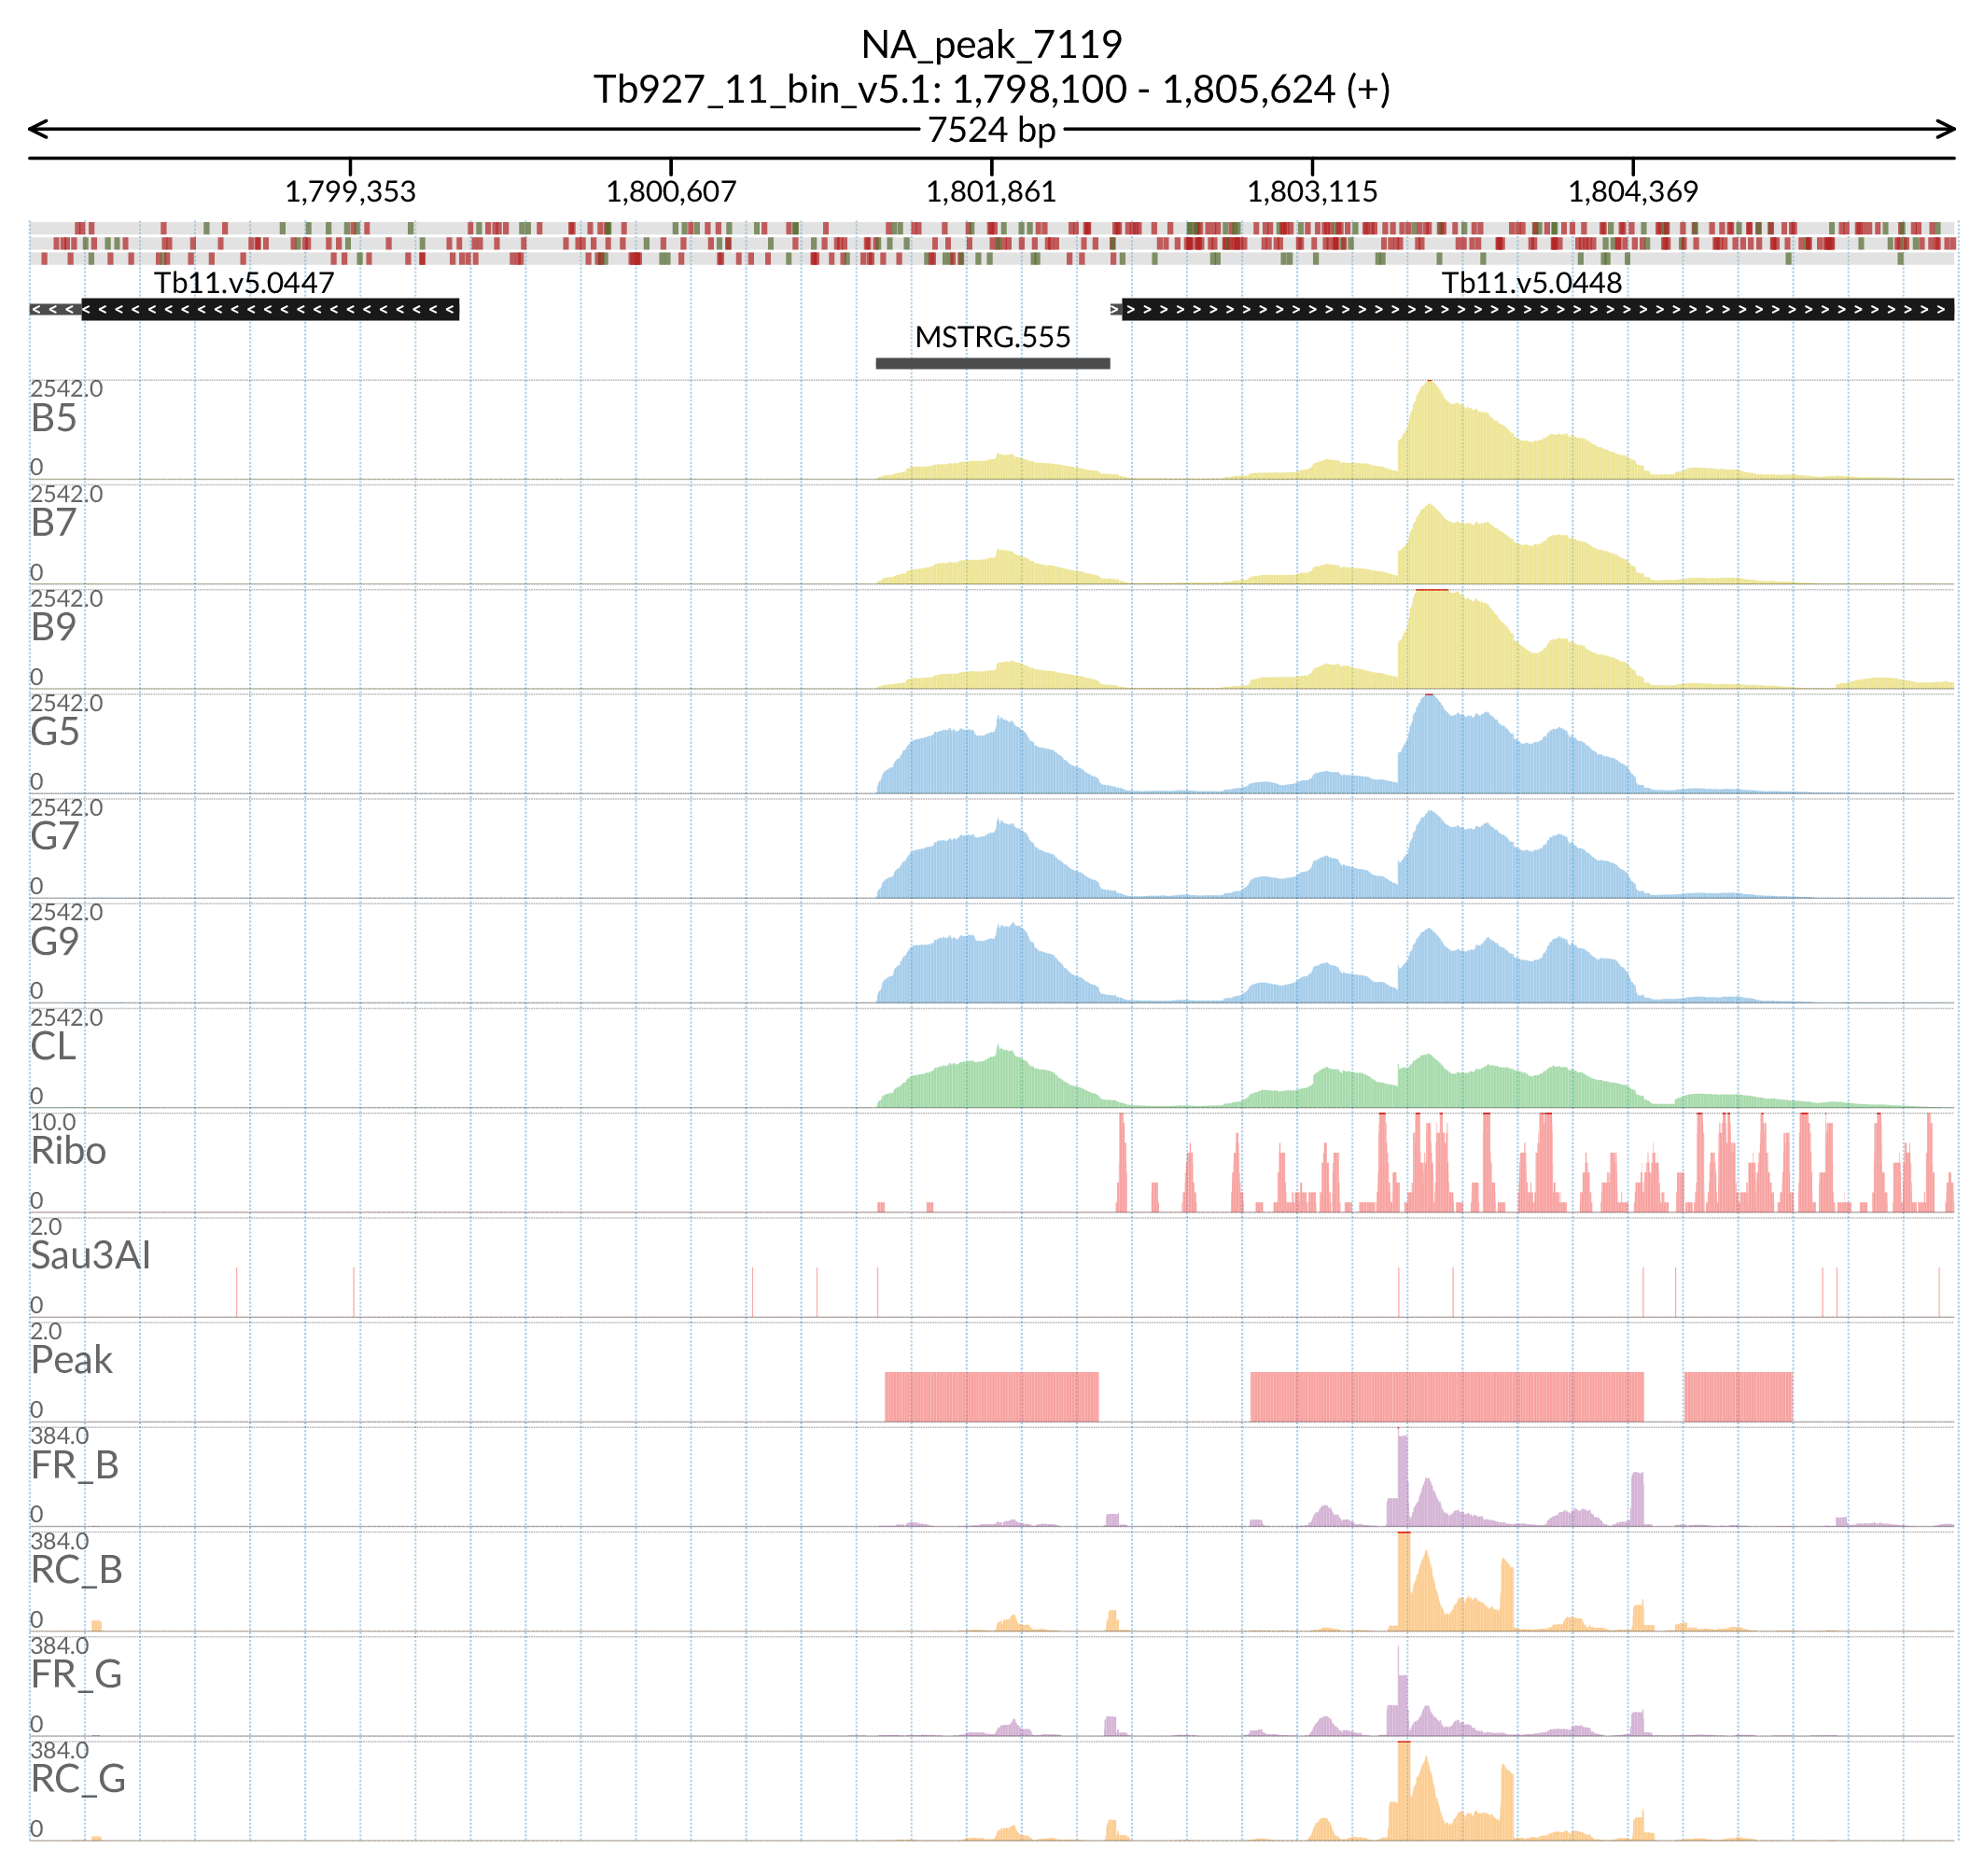 NA_peak_7119
Tb927_11_bin_v5.1: 1,798,100 - 1,805,624 (+)
7524 bp
1,799,353 1,800,607 1,801,861 1,803,115 1,804,369
Tb11.v5.0447 Tb11.v5.0448
MSTRG.555
2542.0
B5
0
2542.0
B7
0
2542.0
B9
0
2542.0
G5
0
2542.0
G7
0
2542.0
G9
0
2542.0
CL
0
10.0
Ribo
0
2.0
Sau3AI
0
2.0
Peak
0
384.0
FR_B
0
384.0
RC_B
0
384.0
FR_G
0
384.0
RC_G
0